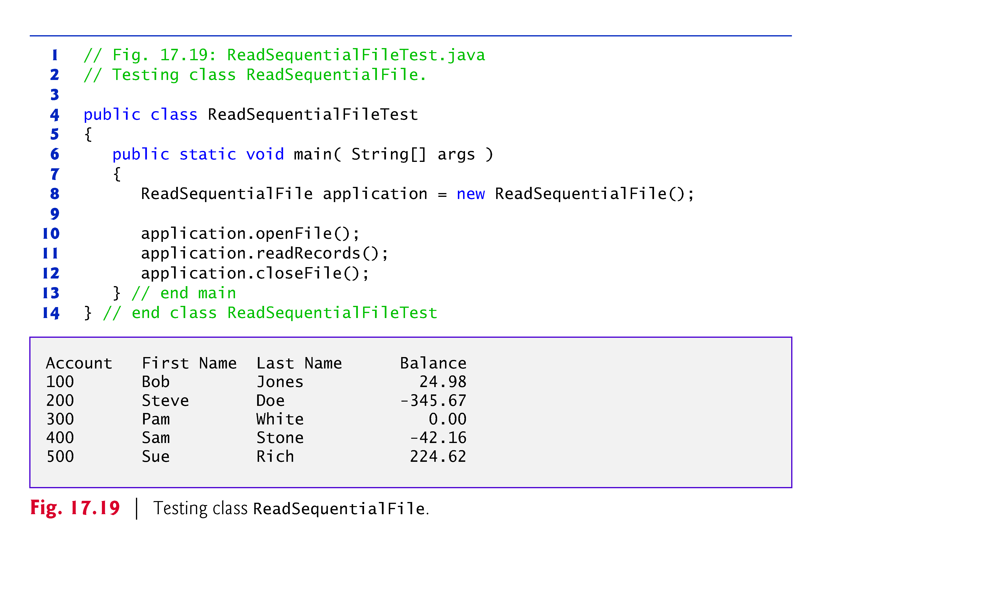 1 // Fig. 17.19: ReadSequentialFileTest.java
2 // Testing class ReadSequentialFile.
3
4 public class ReadSequentialFileTest
5 {
6    public static void main( String[] args )
7    {
8       ReadSequentialFile application = new ReadSequentialFile();
9
10       application.openFile();
11       application.readRecords();
12       application.closeFile();
13    } // end main
14 } // end class ReadSequentialFileTest
Account   First Name  Last Name      Balance
100       Bob         Jones            24.98
200       Steve       Doe            -345.67
300       Pam         White             0.00
400       Sam         Stone           -42.16
500       Sue         Rich            224.62
Fig. 17.19 | Testing class ReadSequentialFile.